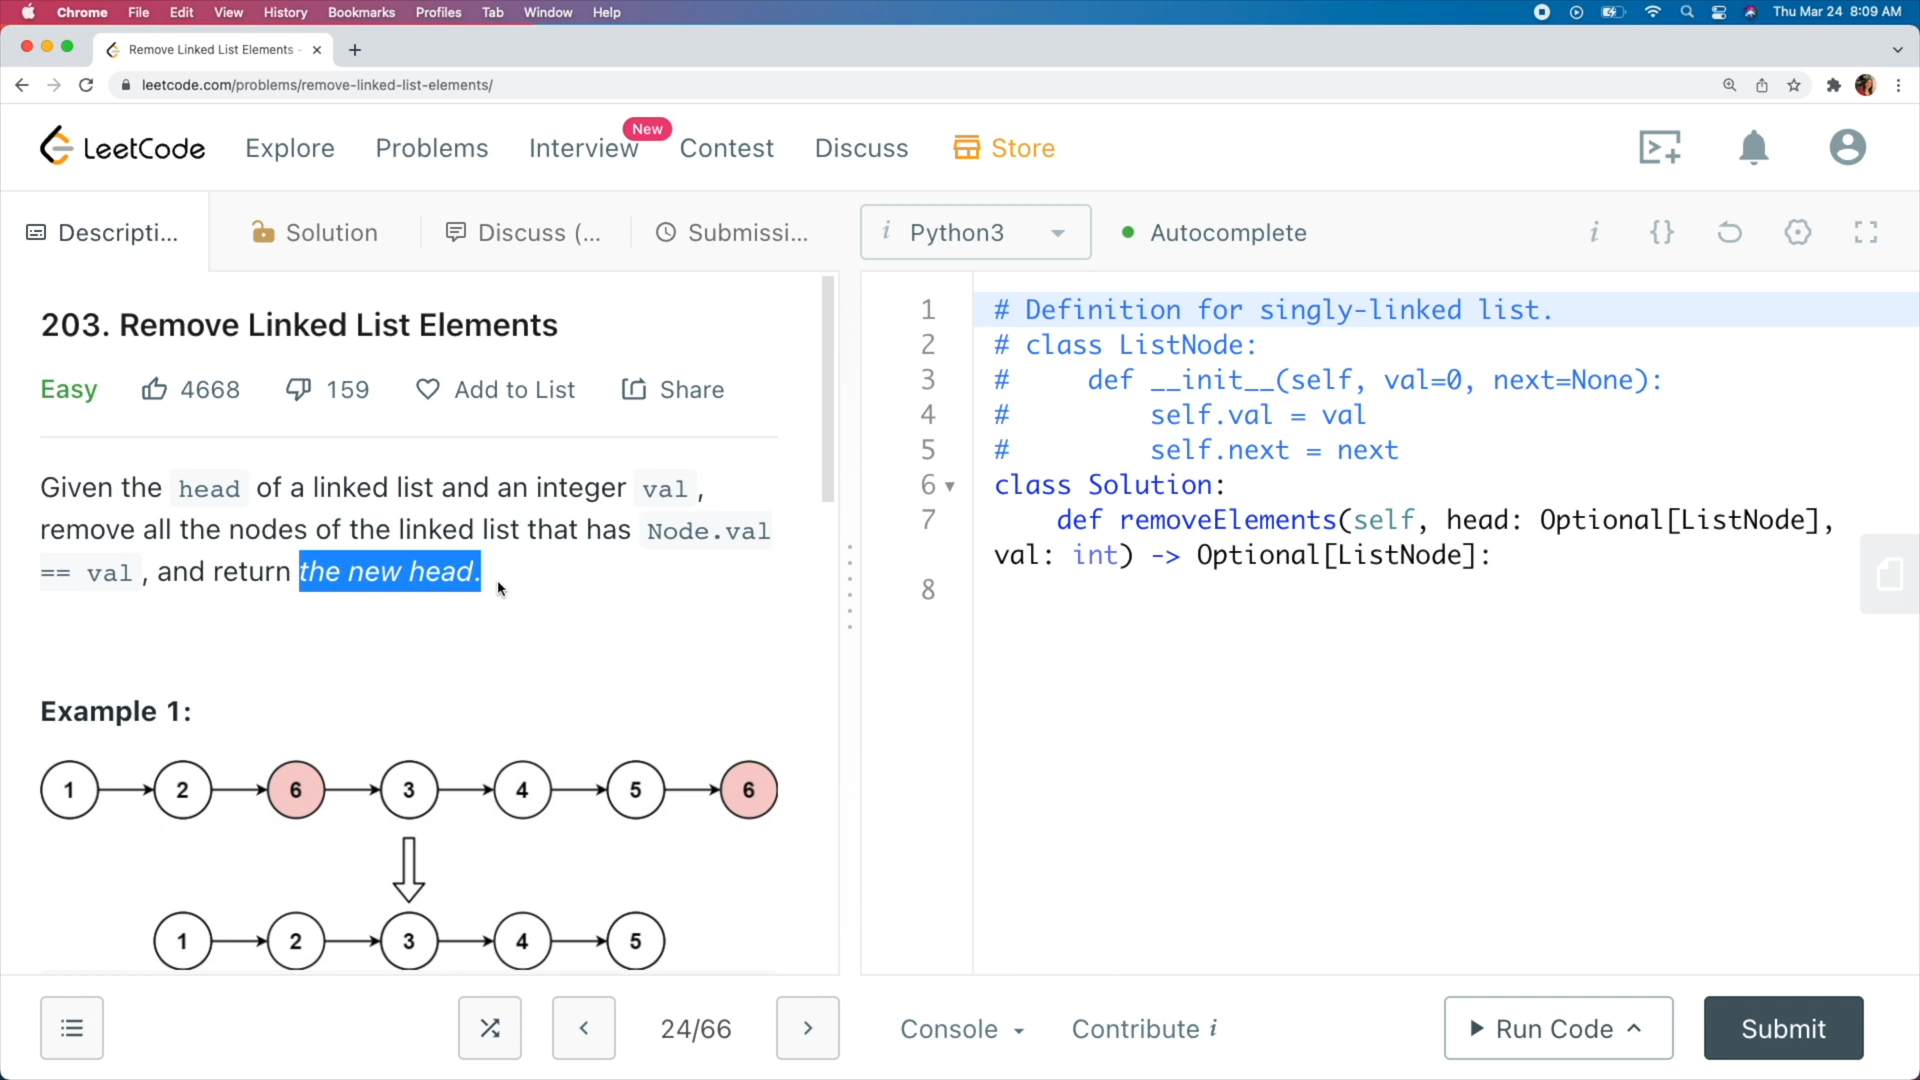 Chrome File Edit View History Bookmarks Profiles Tab Window Help Thu Mar 24 8:09 AM
Remove Linked List Elements -
leetcode.com/problems/remove-linked-list-elements/
LeetCode Explore Problems Interview New Contest Discuss Store
Descripti... Solution Discuss (... Submissi...
203. Remove Linked List Elements
Easy 4668 159 Add to List Share
Given the head of a linked list and an integer val ,
remove all the nodes of the linked list that has Node.val
== val , and return the new head.
Example 1:
1 2 6 3 4 5 6
1 2 3 4 5
24/66
i Python3 Autocomplete i {}
1 # Definition for singly-linked list.
2 # class ListNode:
3 #     def __init__(self, val=0, next=None):
4 #         self.val = val
5 #         self.next = next
6 class Solution:
7     def removeElements(self, head: Optional[ListNode],
val: int) -> Optional[ListNode]:
8
Console Contribute i Run Code Submit